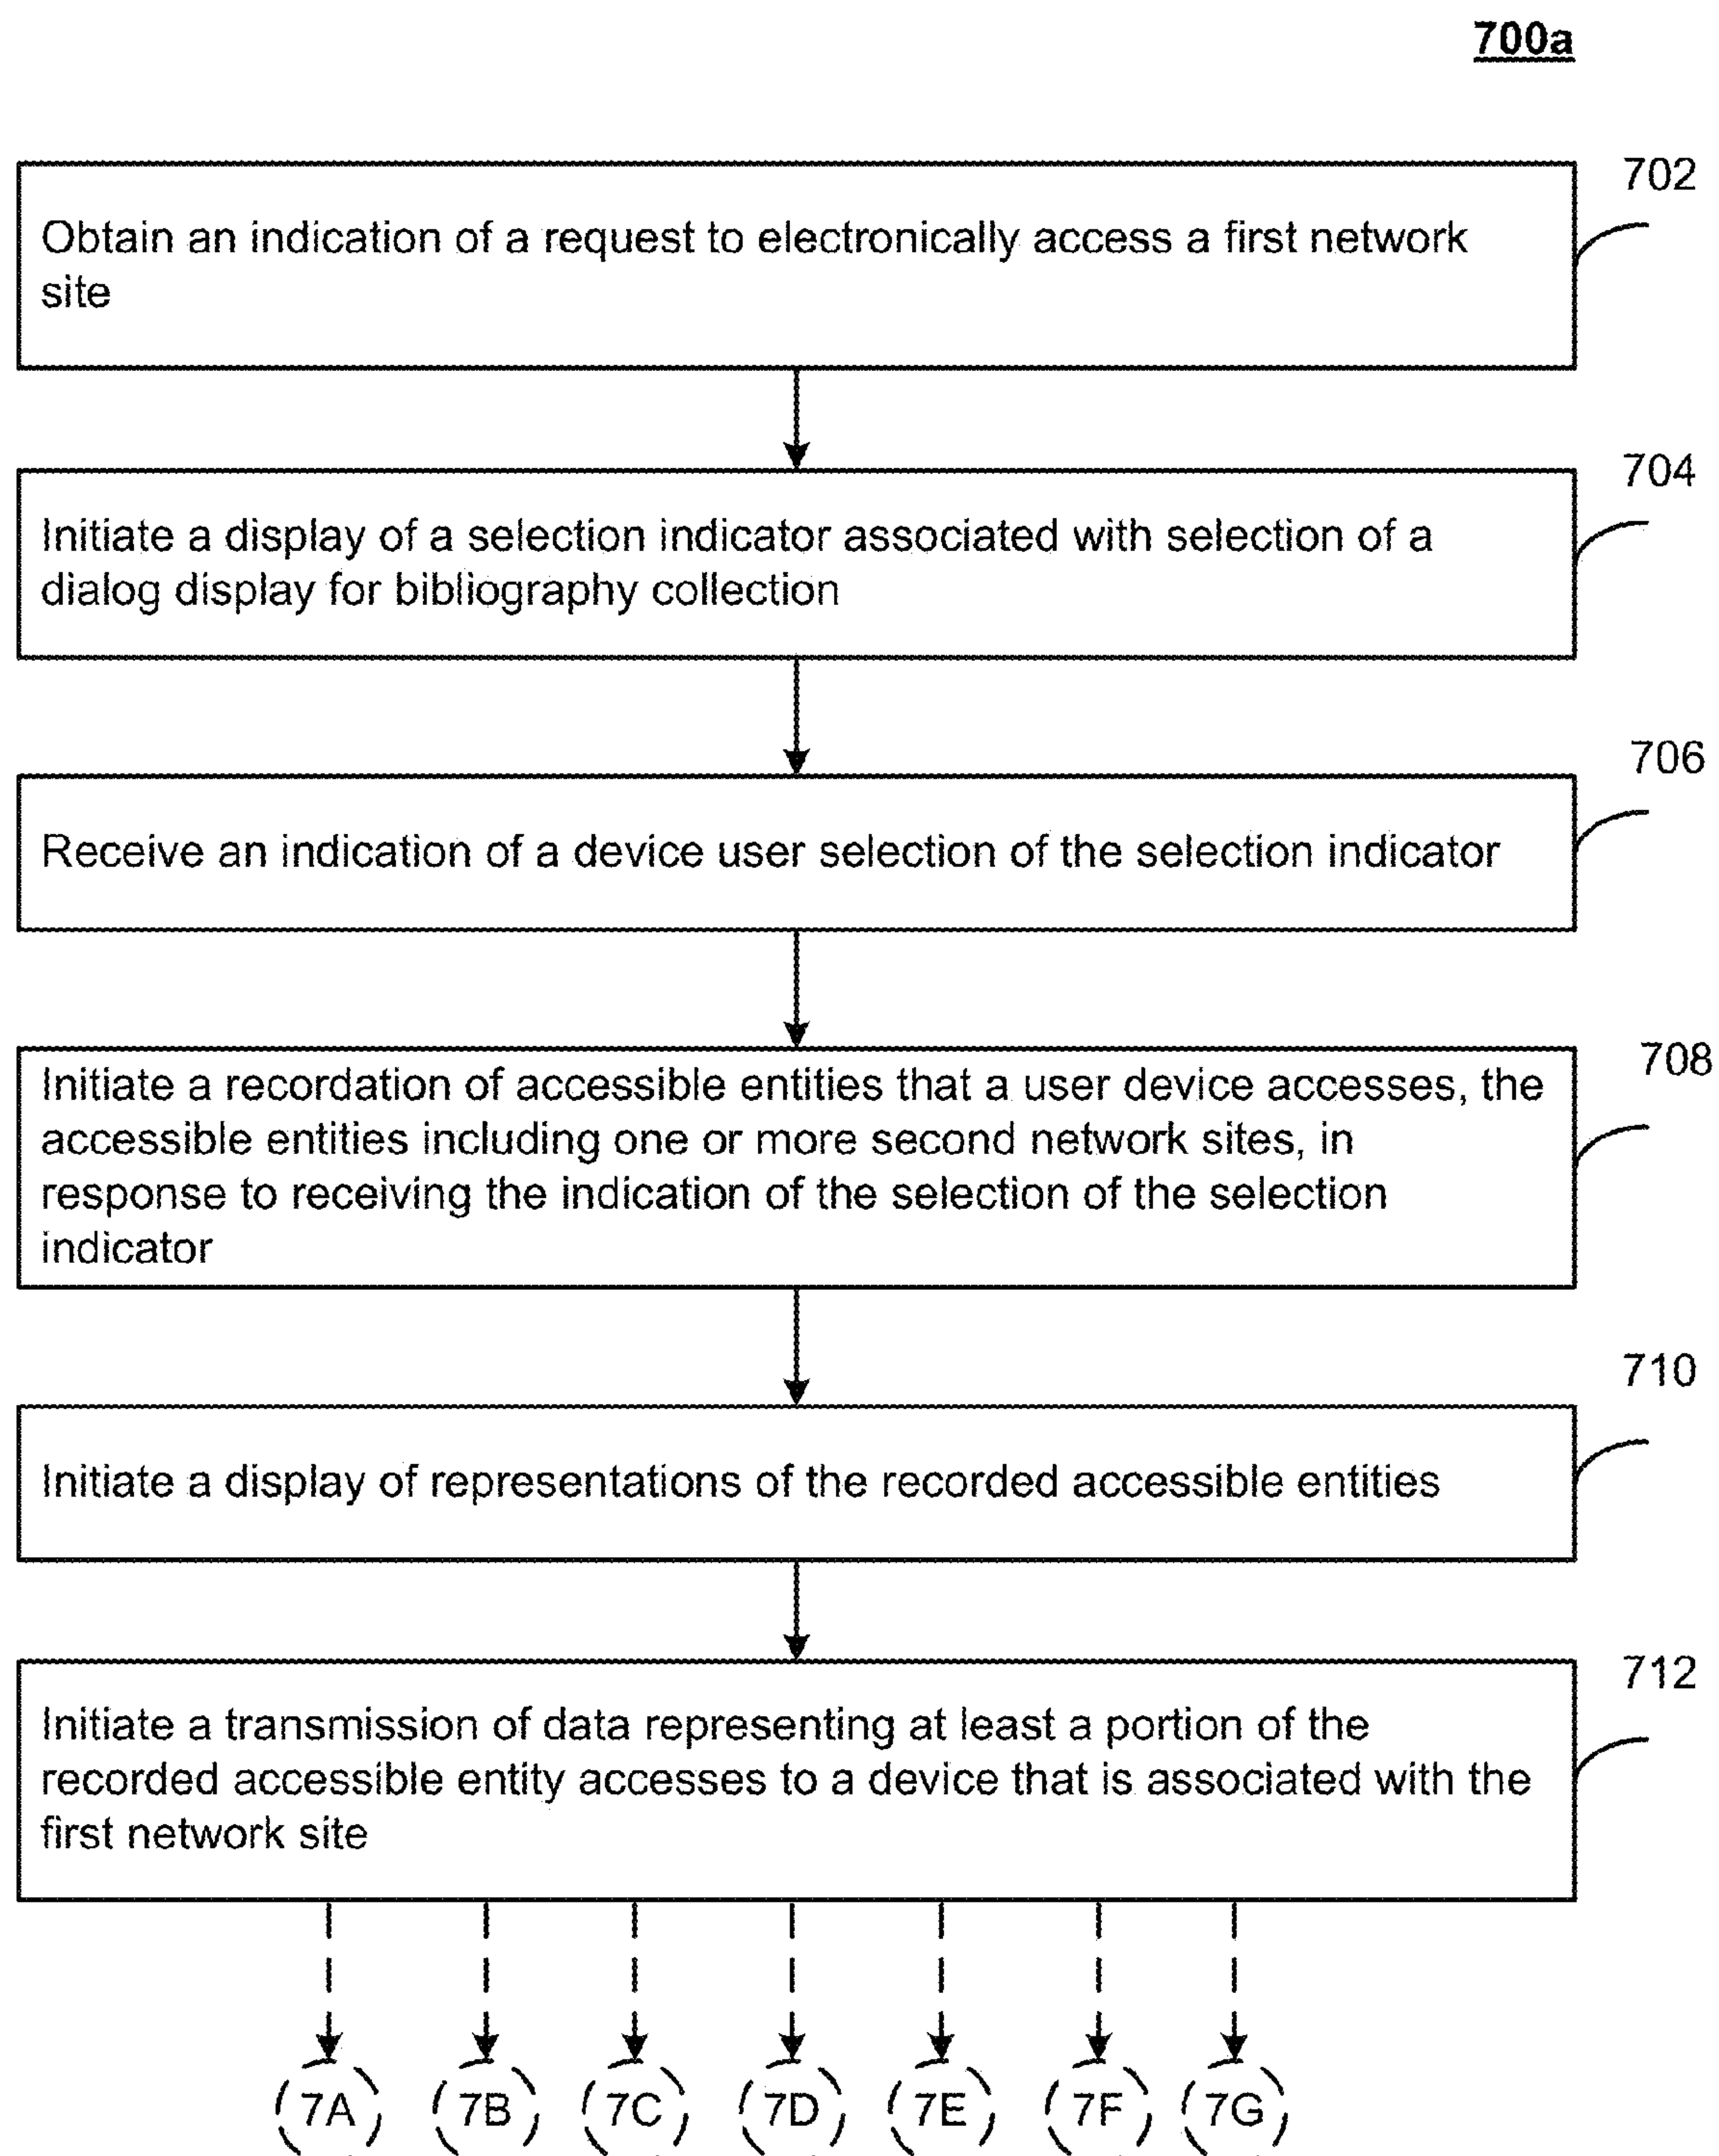 700a
702
Obtain an indication of a request to electronically access a first network
site
704
Initiate a display of a selection indicator associated with selection of a
dialog display for bibliography collection
706
Receive an indication of a device user selection of the selection indicator
708
Initiate a recordation of accessible entities that a user device accesses, the
accessible entities including one or more second network sites, in
response to receiving the indication of the selection of the selection
indicator
710
Initiate a display of representations of the recorded accessible entities
712
Initiate a transmission of data representing at least a portion of the
recorded accessible entity accesses to a device that is associated with the
first network site
7A 7B 7C 7D 7E 7F 7G